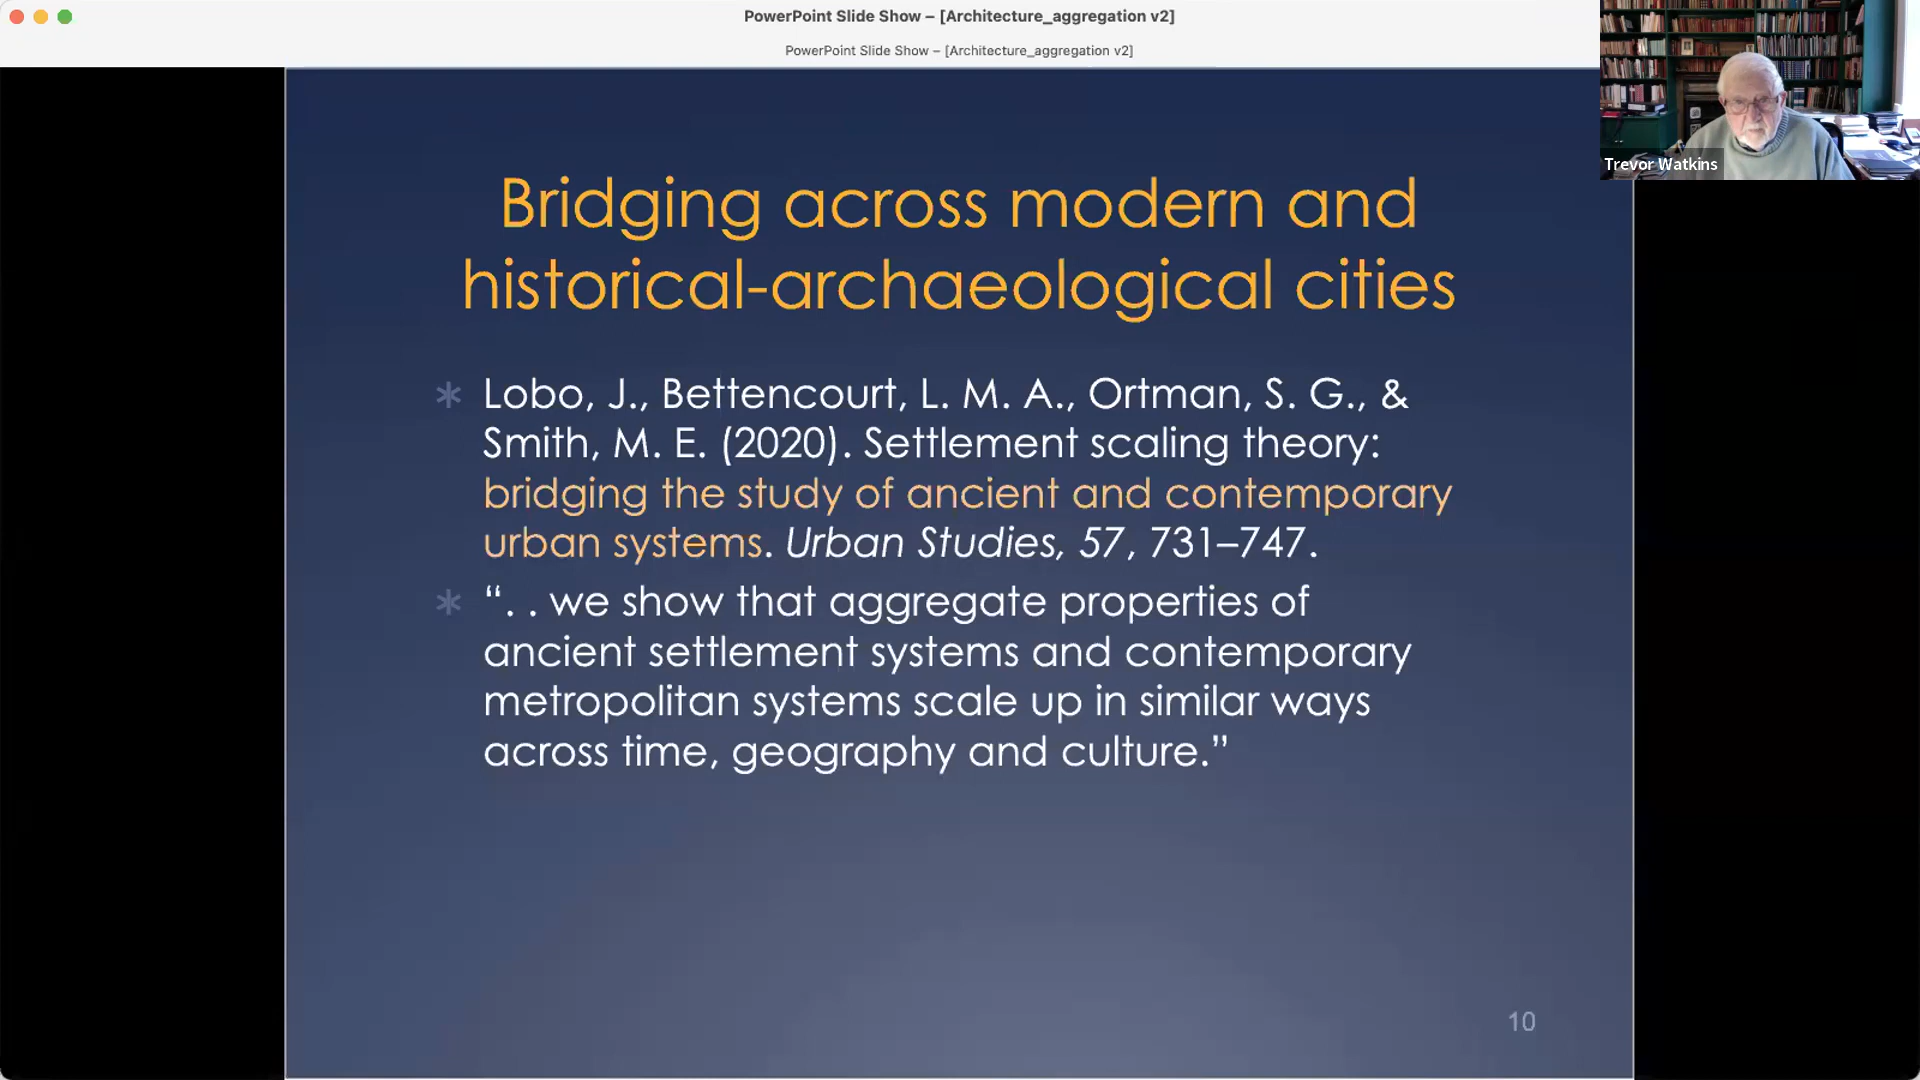 PowerPoint Slide Show – [Architecture_aggregation v2]
PowerPoint Slide Show – [Architecture_aggregation v2]
Trevor Watkins
Bridging across modern and
historical-archaeological cities
* Lobo, J., Bettencourt, L. M. A., Ortman, S. G., &
Smith, M. E. (2020). Settlement scaling theory:
bridging the study of ancient and contemporary
urban systems. Urban Studies, 57, 731–747.
* “. . we show that aggregate properties of
ancient settlement systems and contemporary
metropolitan systems scale up in similar ways
across time, geography and culture.”
10